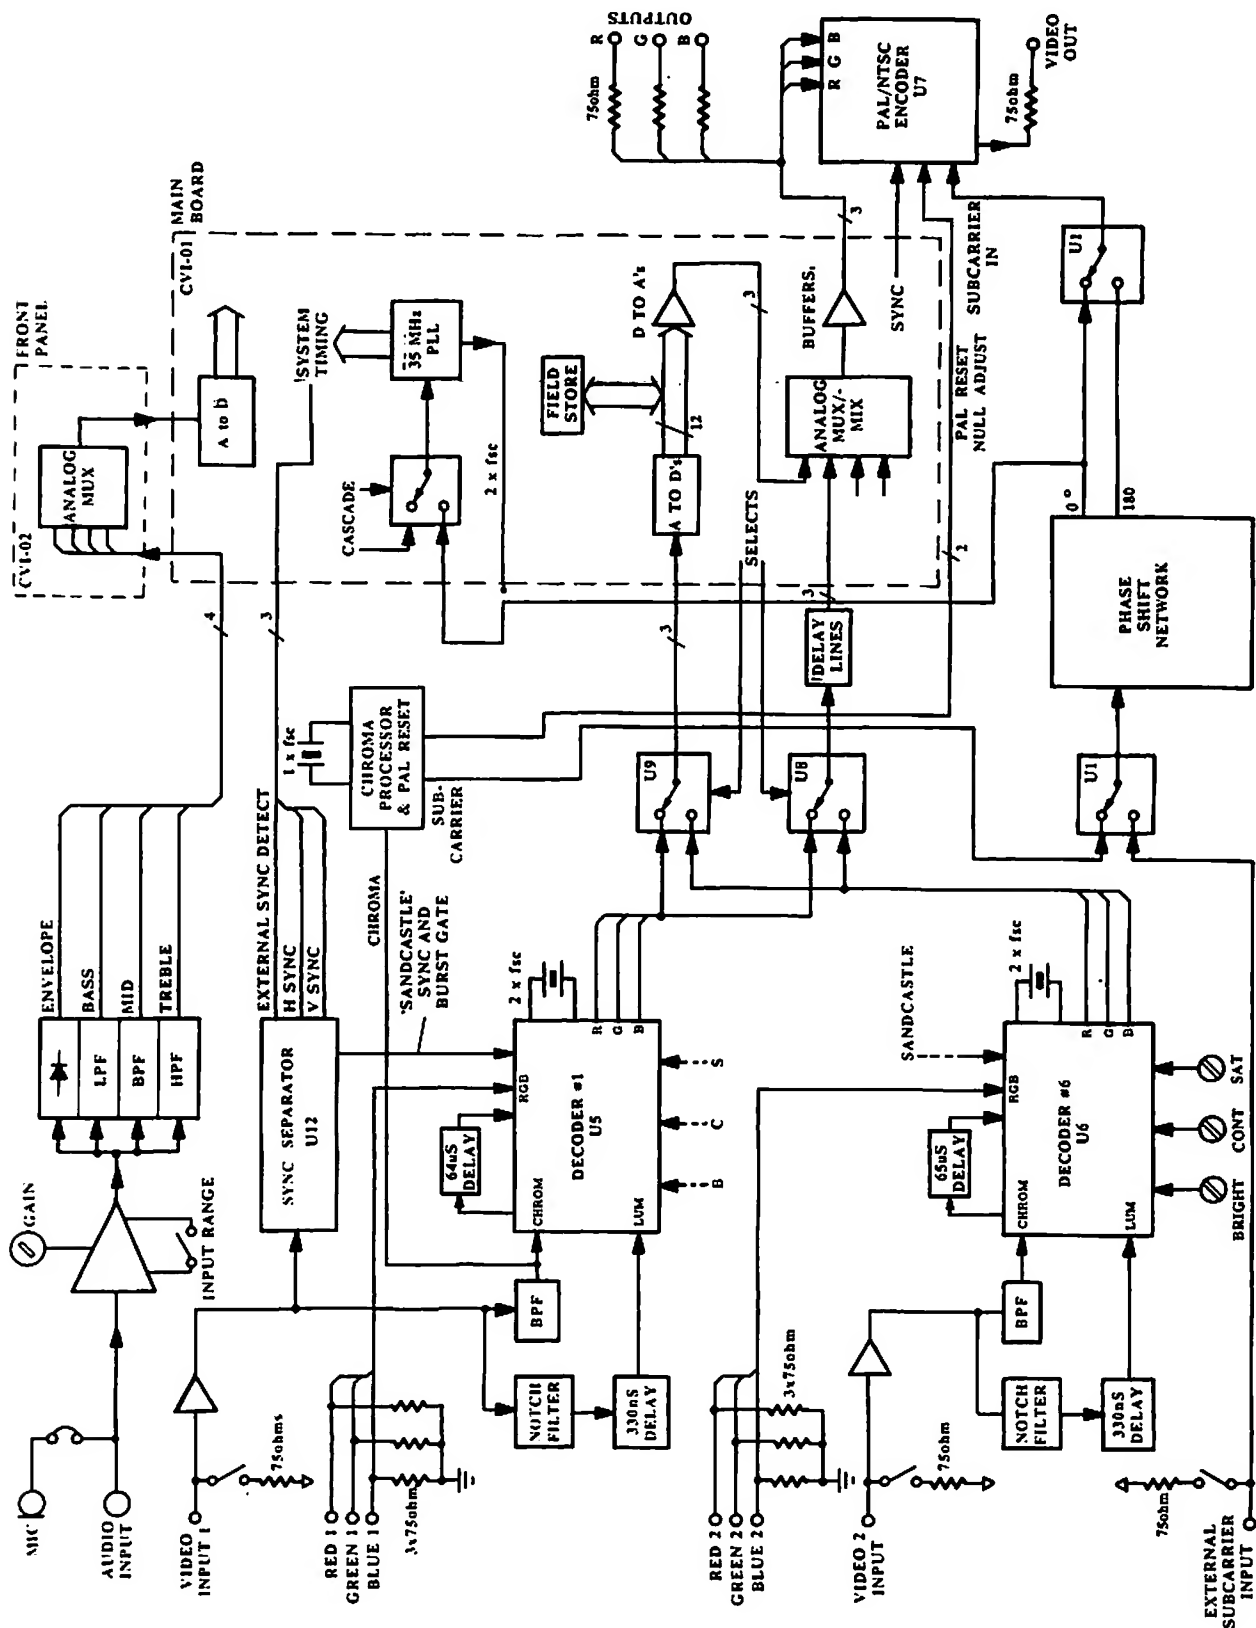 MIC
AUDIO
INPUT
GAIN
INPUT RANGE
ENVELOPE
BASS
MID
TREBLE
LPF
BPF
HPF
4
FRONT
PANEL
CVI-02
ANALOG
MUX
MAIN
BOARD
CVI-01
A to D
VIDEO
INPUT 1
75ohms
SYNC SEPARATOR
U12
EXTERNAL SYNC DETECT
H SYNC
V SYNC
3
SYSTEM
TIMING
35 MHz
PLL
CASCADE
2 x fsc
1 x fsc
CHROMA
PROCESSOR
& PAL RESET
SUB-
CARRIER
CHROMA
'SANDCASTLE'
SYNC AND
BURST GATE
RED 1
GREEN 1
BLUE 1
3x75ohm
NOTCH
FILTER
330nS
DELAY
BPF
64uS
DELAY
CHROM
LUM
RGB
DECODER #1
U5
B
C
S
2 x fsc
R
G
B
U9
U8
3
A TO D's
12
FIELD
STORE
D TO A's
3
SELECTS
DELAY
LINES
3
ANALOG
MUX/-
MIX
BUFFERS.
3
OUTPUTS
R
G
B
75ohm
R G B
PAL/NTSC
ENCODER
U7
75ohm
VIDEO
OUT
SYNC
PAL RESET
NULL ADJUST
SUBCARRIER
IN
2
RED 2
GREEN 2
BLUE 2
3x75ohm
VIDEO 2
INPUT
75ohm
NOTCH
FILTER
330nS
DELAY
BPF
65uS
DELAY
CHROM
LUM
RGB
DECODER #6
U6
SANDCASTLE
2 x fsc
R
G
B
BRIGHT
CONT
SAT
U1
PHASE
SHIFT
NETWORK
0°
180
U1
75ohm
EXTERNAL
SUBCARRIER
INPUT